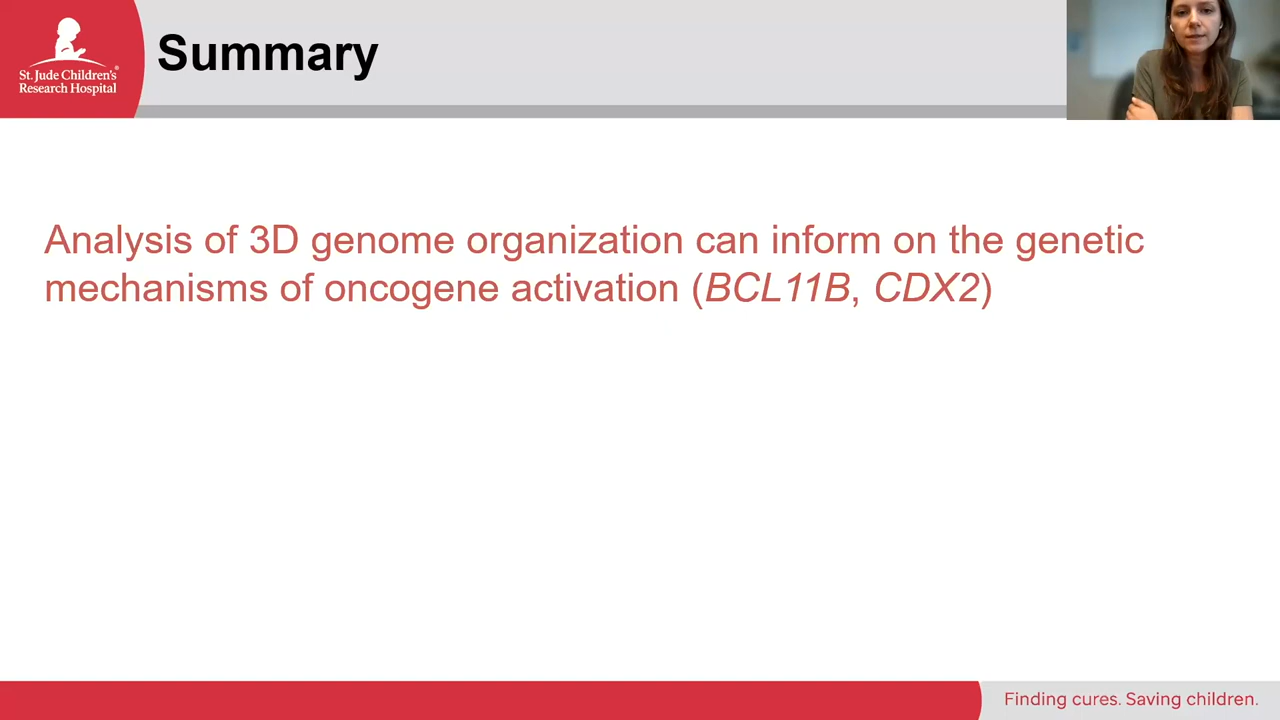 Summary
St. Jude Children's
Research Hospital
Analysis of 3D genome organization can inform on the genetic
mechanisms of oncogene activation (BCL11B, CDX2)
Finding cures. Saving children.